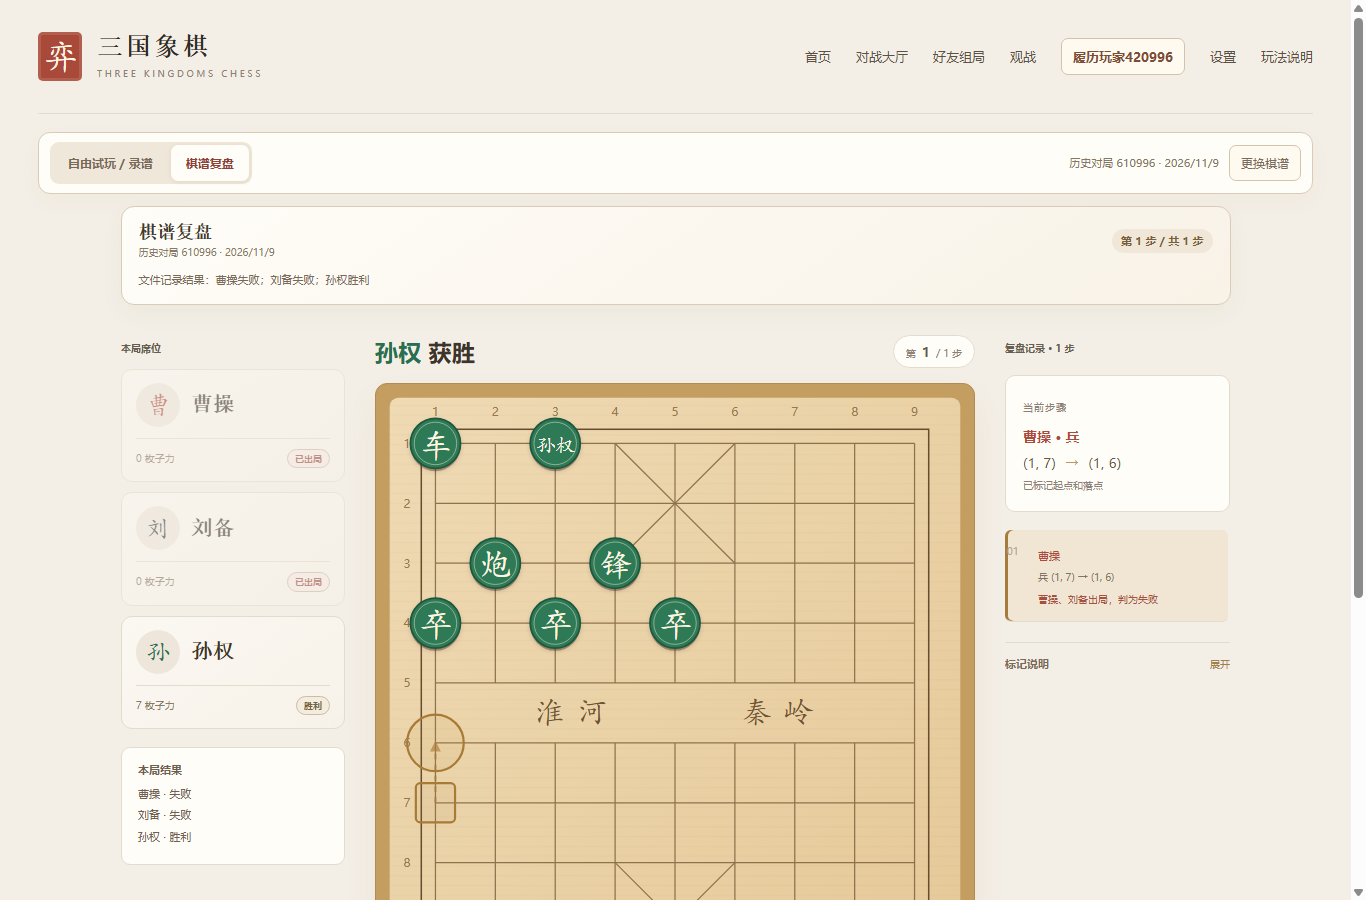 弈
三国象棋
THREE KINGDOMS CHESS
首页
对战大厅
好友组局
观战
履历玩家420996
设置
玩法说明
自由试玩 / 录谱
棋谱复盘
历史对局 610996 · 2026/11/9
更换棋谱
棋谱复盘
历史对局 610996 · 2026/11/9
第 1 步 / 共 1 步
文件记录结果：曹操失败；刘备失败；孙权胜利
本局席位
曹
曹操
0 枚子力
已出局
刘
刘备
0 枚子力
已出局
孙
孙权
7 枚子力
胜利
本局结果
曹操 · 失败
刘备 · 失败
孙权 · 胜利
孙权 获胜
第 1 / 1 步
1 2 3 4 5 6 7 8 9
1
车
孙权
2
3
炮
锋
4
卒
卒
卒
5
淮河
秦岭
6
7
8
复盘记录 • 1 步
当前步骤
曹操 • 兵
(1, 7) → (1, 6)
已标记起点和落点
01
曹操
兵 (1, 7) → (1, 6)
曹操、刘备出局，判为失败
标记说明
展开